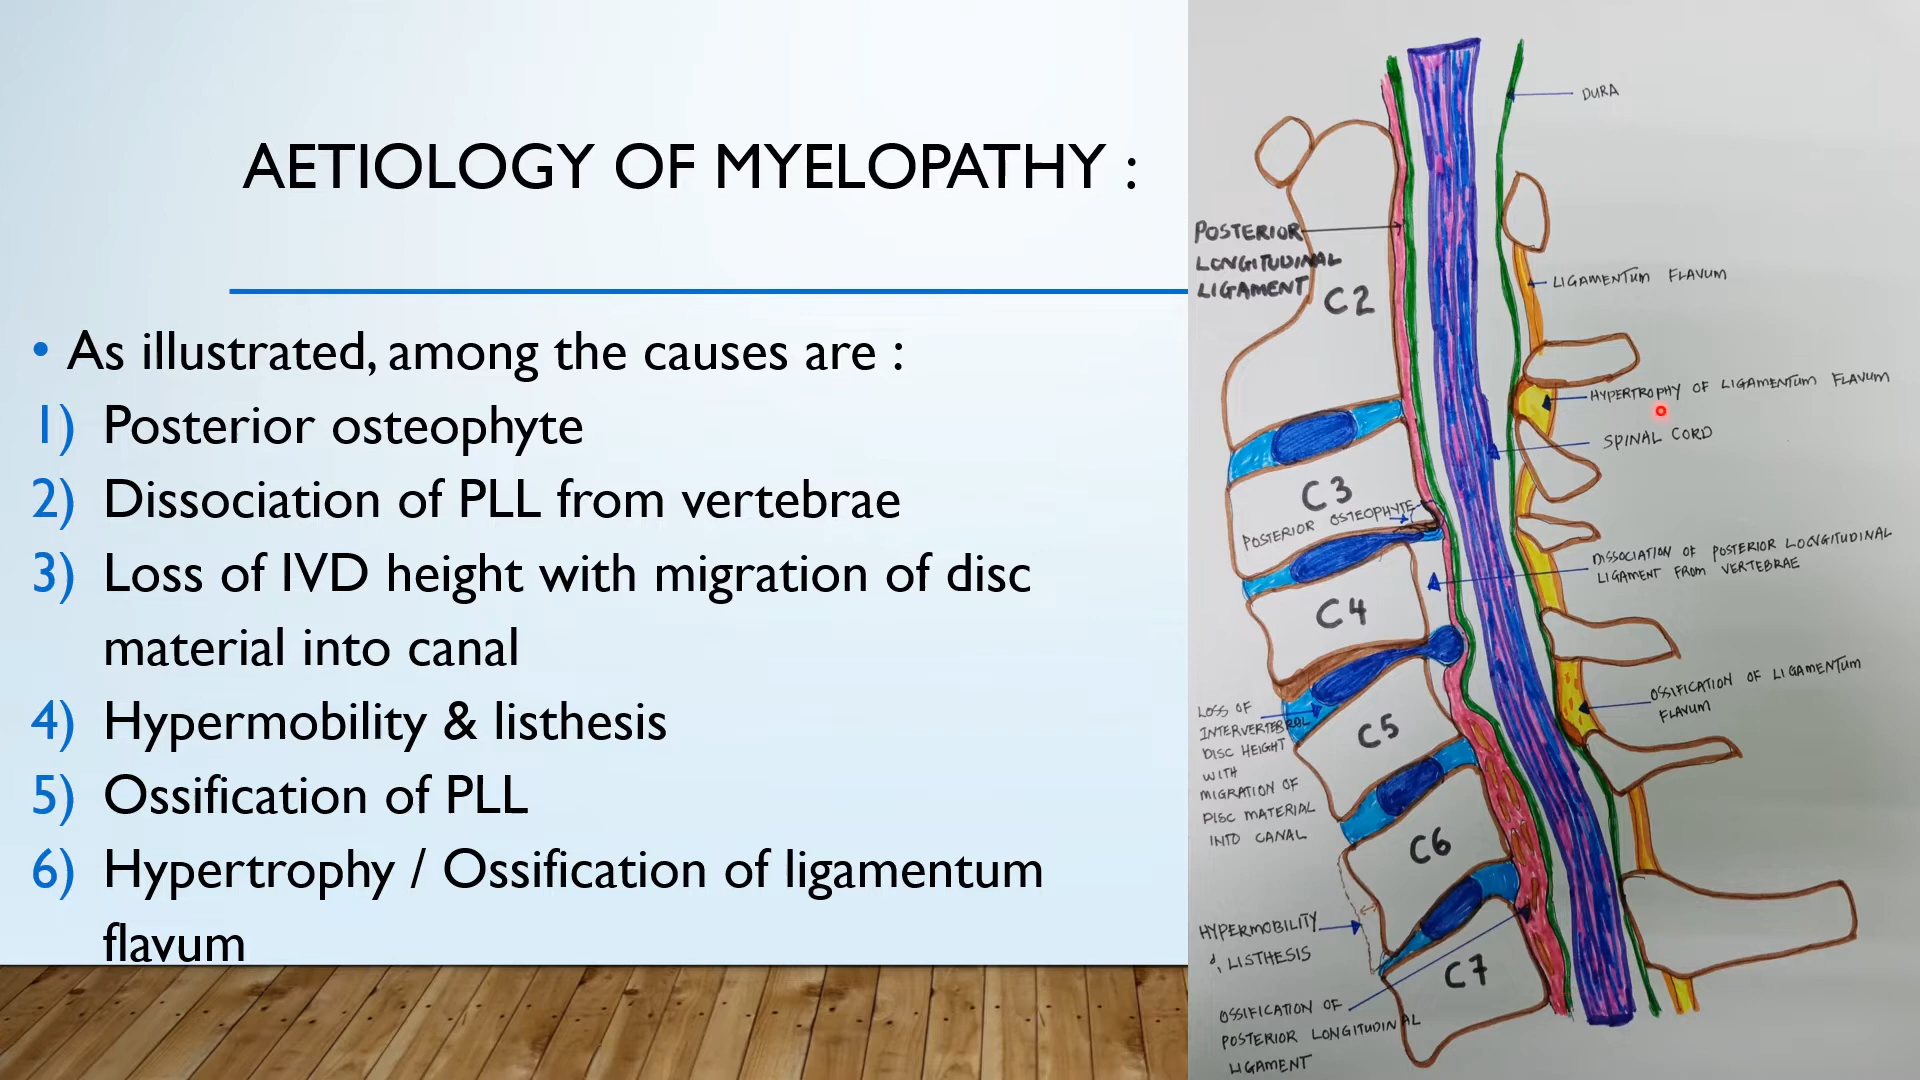 AETIOLOGY OF MYELOPATHY :
• As illustrated, among the causes are :
1) Posterior osteophyte
2) Dissociation of PLL from vertebrae
3) Loss of IVD height with migration of disc
material into canal
4) Hypermobility & listhesis
5) Ossification of PLL
6) Hypertrophy / Ossification of ligamentum
flavum
DURA
POSTERIOR
LONGITUDINAL
LIGAMENT
C2
LIGAMENTUM FLAVUM
HYPERTROPHY OF LIGAMENTUM FLAVUM
SPINAL CORD
C3
POSTERIOR OSTEOPHYTE
DISSOCIATION OF POSTERIOR LOCVGITUDINAL
LIGAMENT FROM VERTEBRAE
C4
OSSIFICATION OF LIGAMENTUM
FLAVUM
LOSS OF
INTERVERTEBRAL
DISC HEIGHT
WITH
MIGRATION OF
DISC MATERIAL
INTO CANAL
C5
C6
HYPERMOBILITY
& LISTHESIS
C7
OSSIFICATION OF
POSTERIOR LONGITUDINAL
LIGAMENT